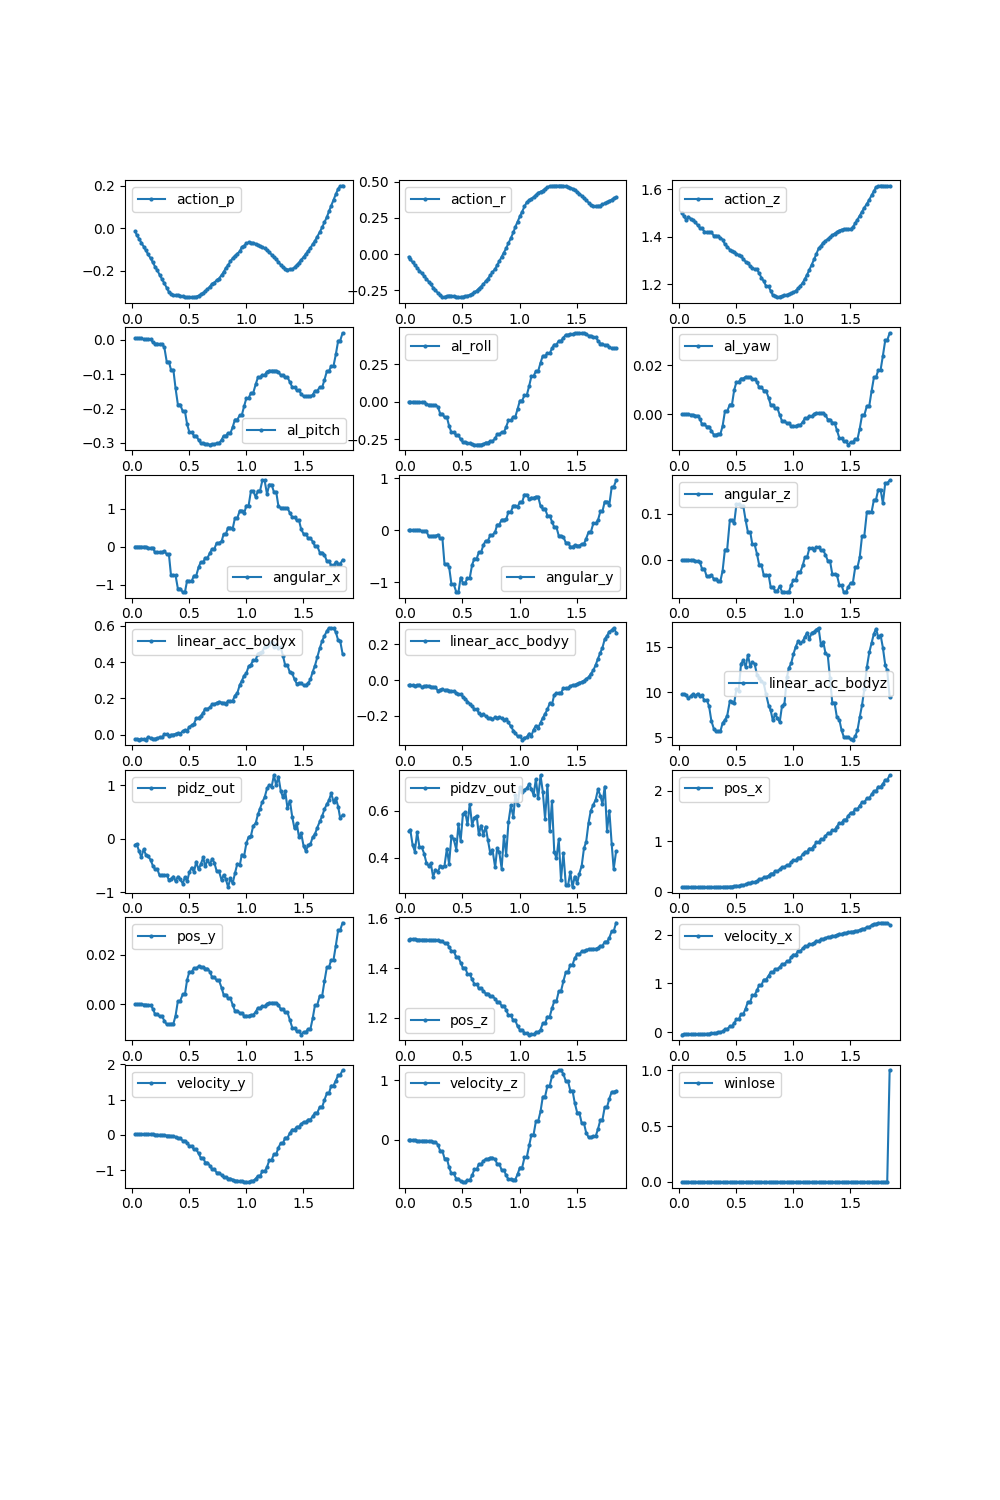 action_p
0.2
0.0
−0.2
0.0 0.5 1.0 1.5
action_r
0.50
0.25
0.00
−0.25
0.0 0.5 1.0 1.5
action_z
1.6
1.4
1.2
0.0 0.5 1.0 1.5
al_pitch
0.0
−0.1
−0.2
−0.3
0.0 0.5 1.0 1.5
al_roll
0.25
0.00
−0.25
0.0 0.5 1.0 1.5
al_yaw
0.02
0.00
0.0 0.5 1.0 1.5
angular_x
1
0
−1
0.0 0.5 1.0 1.5
angular_y
1
0
−1
0.0 0.5 1.0 1.5
angular_z
0.1
0.0
0.0 0.5 1.0 1.5
linear_acc_bodyx
0.6
0.4
0.2
0.0
0.0 0.5 1.0 1.5
linear_acc_bodyy
0.2
0.0
−0.2
0.0 0.5 1.0 1.5
linear_acc_bodyz
15
10
5
0.0 0.5 1.0 1.5
pidz_out
1
0
−1
0.0 0.5 1.0 1.5
pidzv_out
0.6
0.4
0.0 0.5 1.0 1.5
pos_x
2
1
0
0.0 0.5 1.0 1.5
pos_y
0.02
0.00
0.0 0.5 1.0 1.5
pos_z
1.6
1.4
1.2
0.0 0.5 1.0 1.5
velocity_x
2
1
0
0.0 0.5 1.0 1.5
velocity_y
2
1
0
−1
0.0 0.5 1.0 1.5
velocity_z
1
0
0.0 0.5 1.0 1.5
winlose
1.0
0.5
0.0
0.0 0.5 1.0 1.5